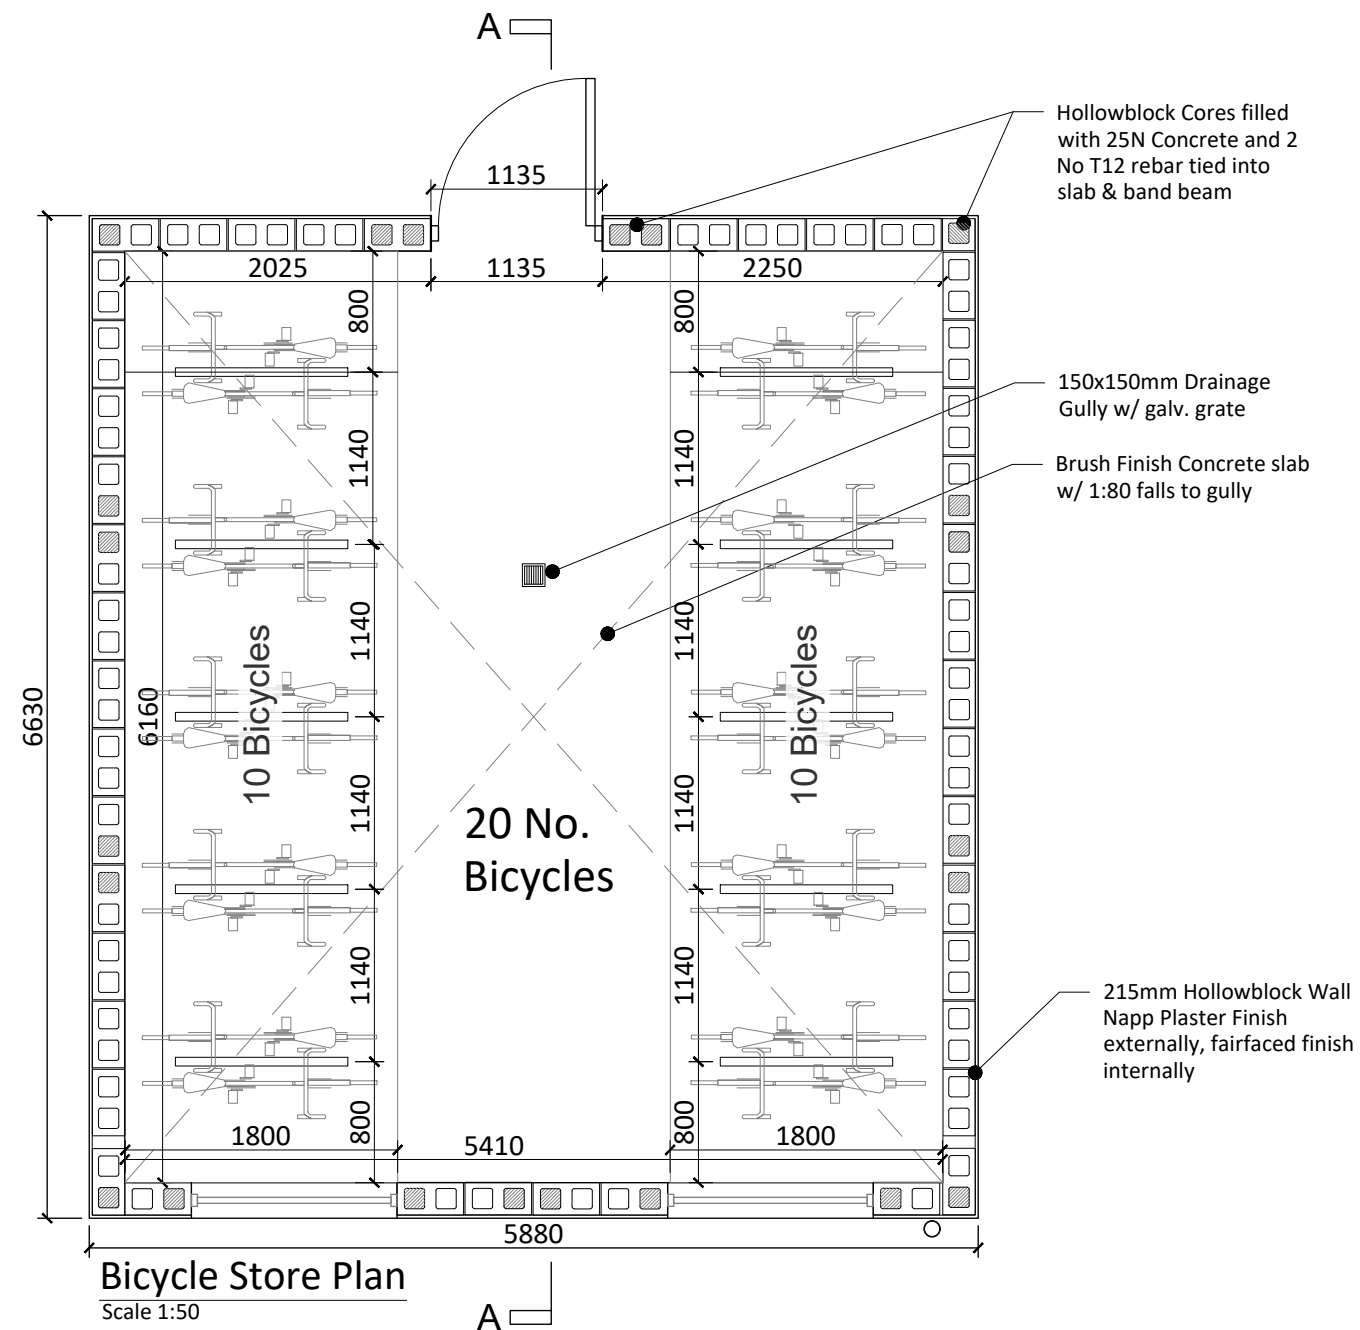 A
Hollowblock Cores filled
with 25N Concrete and 2
No T12 rebar tied into
slab & band beam
1135
2025
1135
2250
800
800
150x150mm Drainage
Gully w/ galv. grate
1140
1140
Brush Finish Concrete slab
w/ 1:80 falls to gully
1140
1140
6630
6160
10 Bicycles
10 Bicycles
20 No.
Bicycles
1140
1140
1140
1140
215mm Hollowblock Wall
Napp Plaster Finish
externally, fairfaced finish
internally
800
800
1800
5410
1800
5880
Bicycle Store Plan
Scale 1:50
A